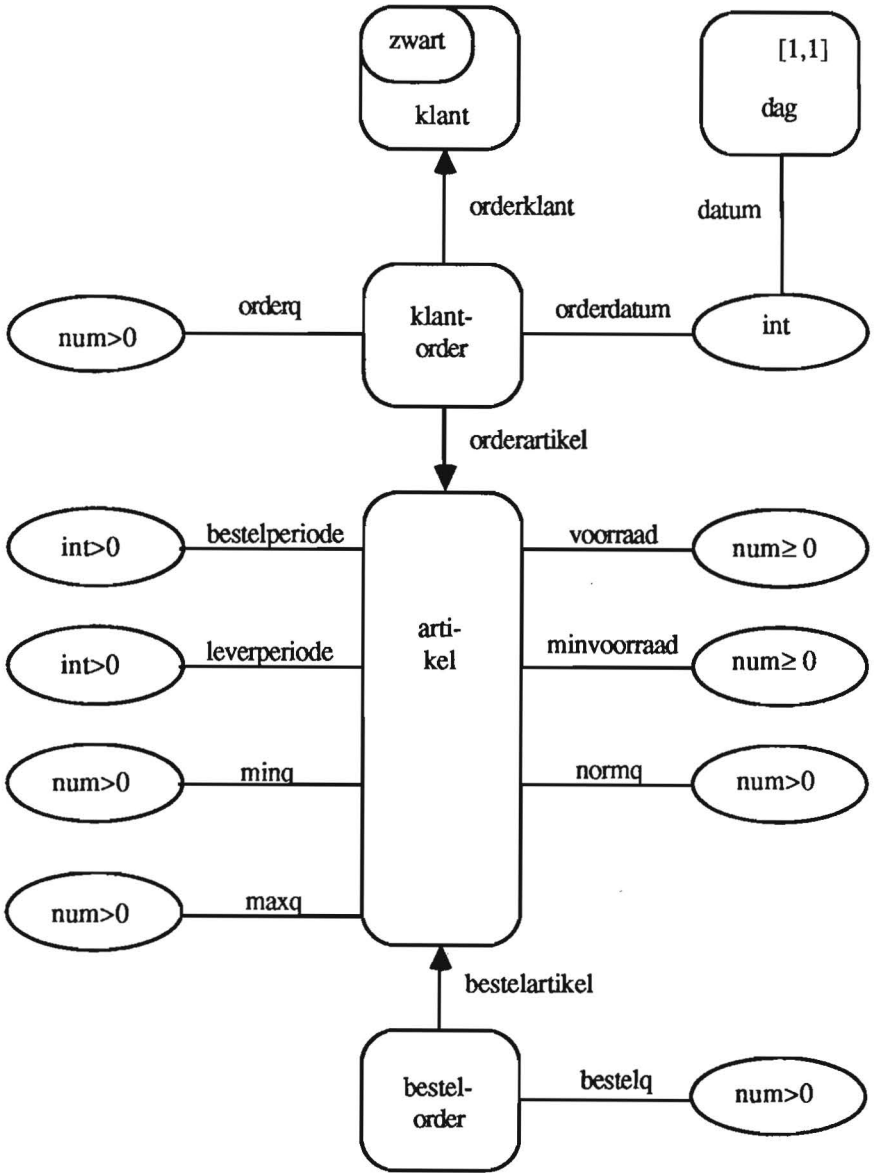 zwart
klant
[1,1]
dag
orderklant
datum
num>0
orderq
klant-
order
orderdatum
int
orderartikel
int>0
bestelperiode
voorraad
num≥ 0
int>0
leverperiode
arti-
kel
minvoorraad
num≥ 0
num>0
minq
normq
num>0
num>0
maxq
bestelartikel
bestel-
order
bestelq
num>0